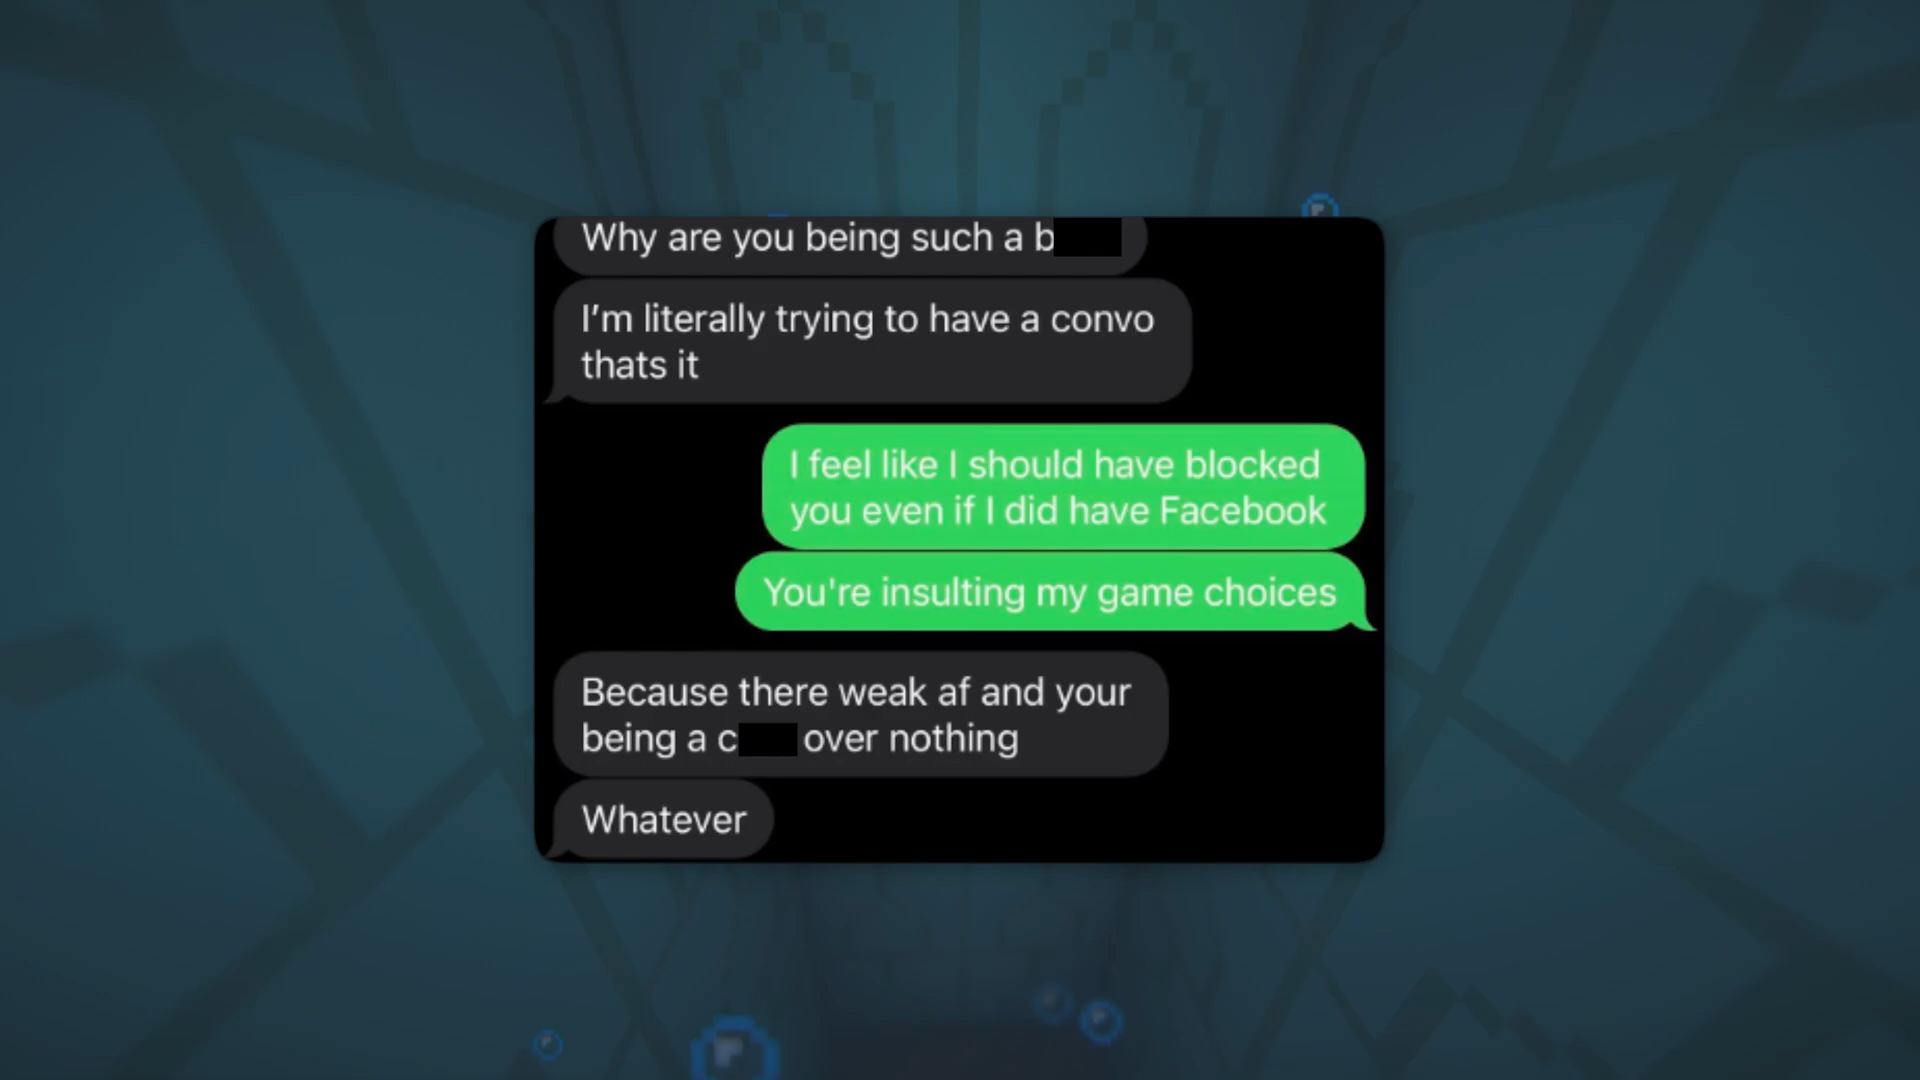 Why are you being such a b
I’m literally trying to have a convo
thats it
I feel like I should have blocked
you even if I did have Facebook
You're insulting my game choices
Because there weak af and your
being a c over nothing
Whatever